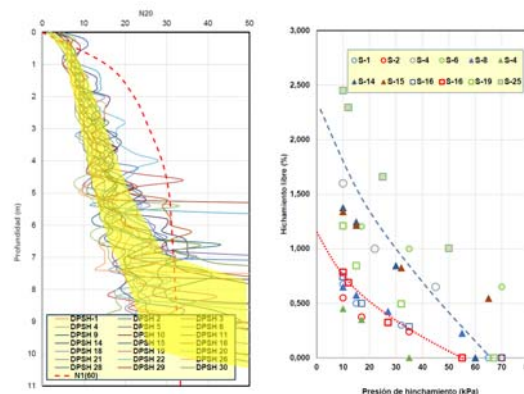 N20
0 10 20 30 40 50
0
1
2
3
4
5
6
7
8
9
10
11
Profundidad (m)
DPSH-1 DPSH 2 DPSH 3
DPSH 4 DPSH 5 DPSH 8
DPSH 9 DPSH 10 DPSH 11
DPSH 14 DPSH 15 DPSH 16
DPSH 18 DPSH 19 DPSH 20
DPSH 21 DPSH 22 DPSH 26
DPSH 28 DPSH 29 DPSH 30
N1(60)
3,000
2,500
2,000
1,500
1,000
0,500
0,000
Hichamiento libre (%)
S-1 S-2 S-4 S-6 S-8 S-4
S-14 S-15 S-16 S-16 S-19 S-25
0 10 20 30 40 50 60 70 80
Presión de hinchamiento (kPa)